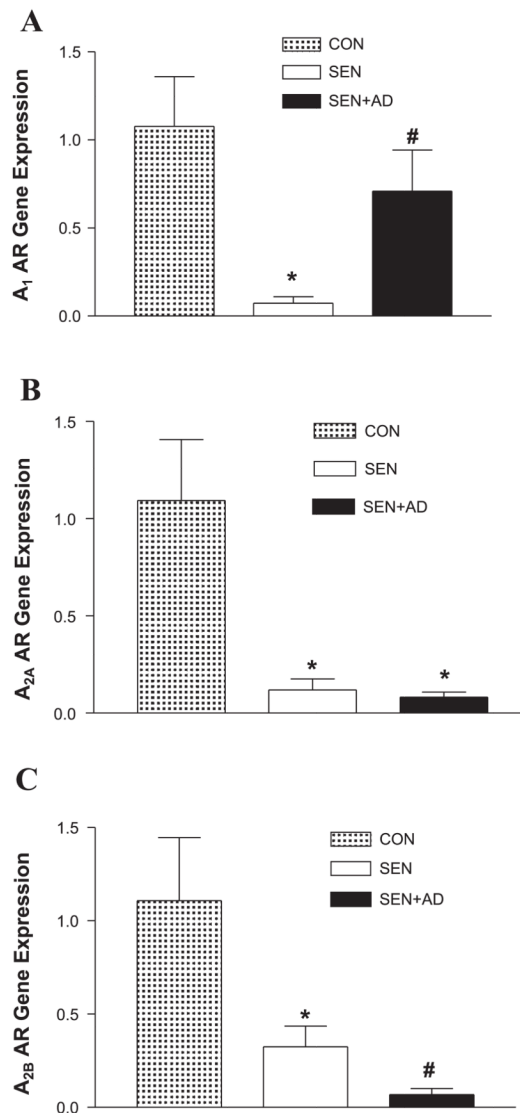 A
A1 AR Gene Expression
1.5
1.0
0.5
0.0
CON
SEN
SEN+AD
*
#
B
A2A AR Gene Expression
1.5
1.0
0.5
0.0
CON
SEN
SEN+AD
*
*
C
A2B AR Gene Expression
1.5
1.0
0.5
0.0
CON
SEN
SEN+AD
*
#